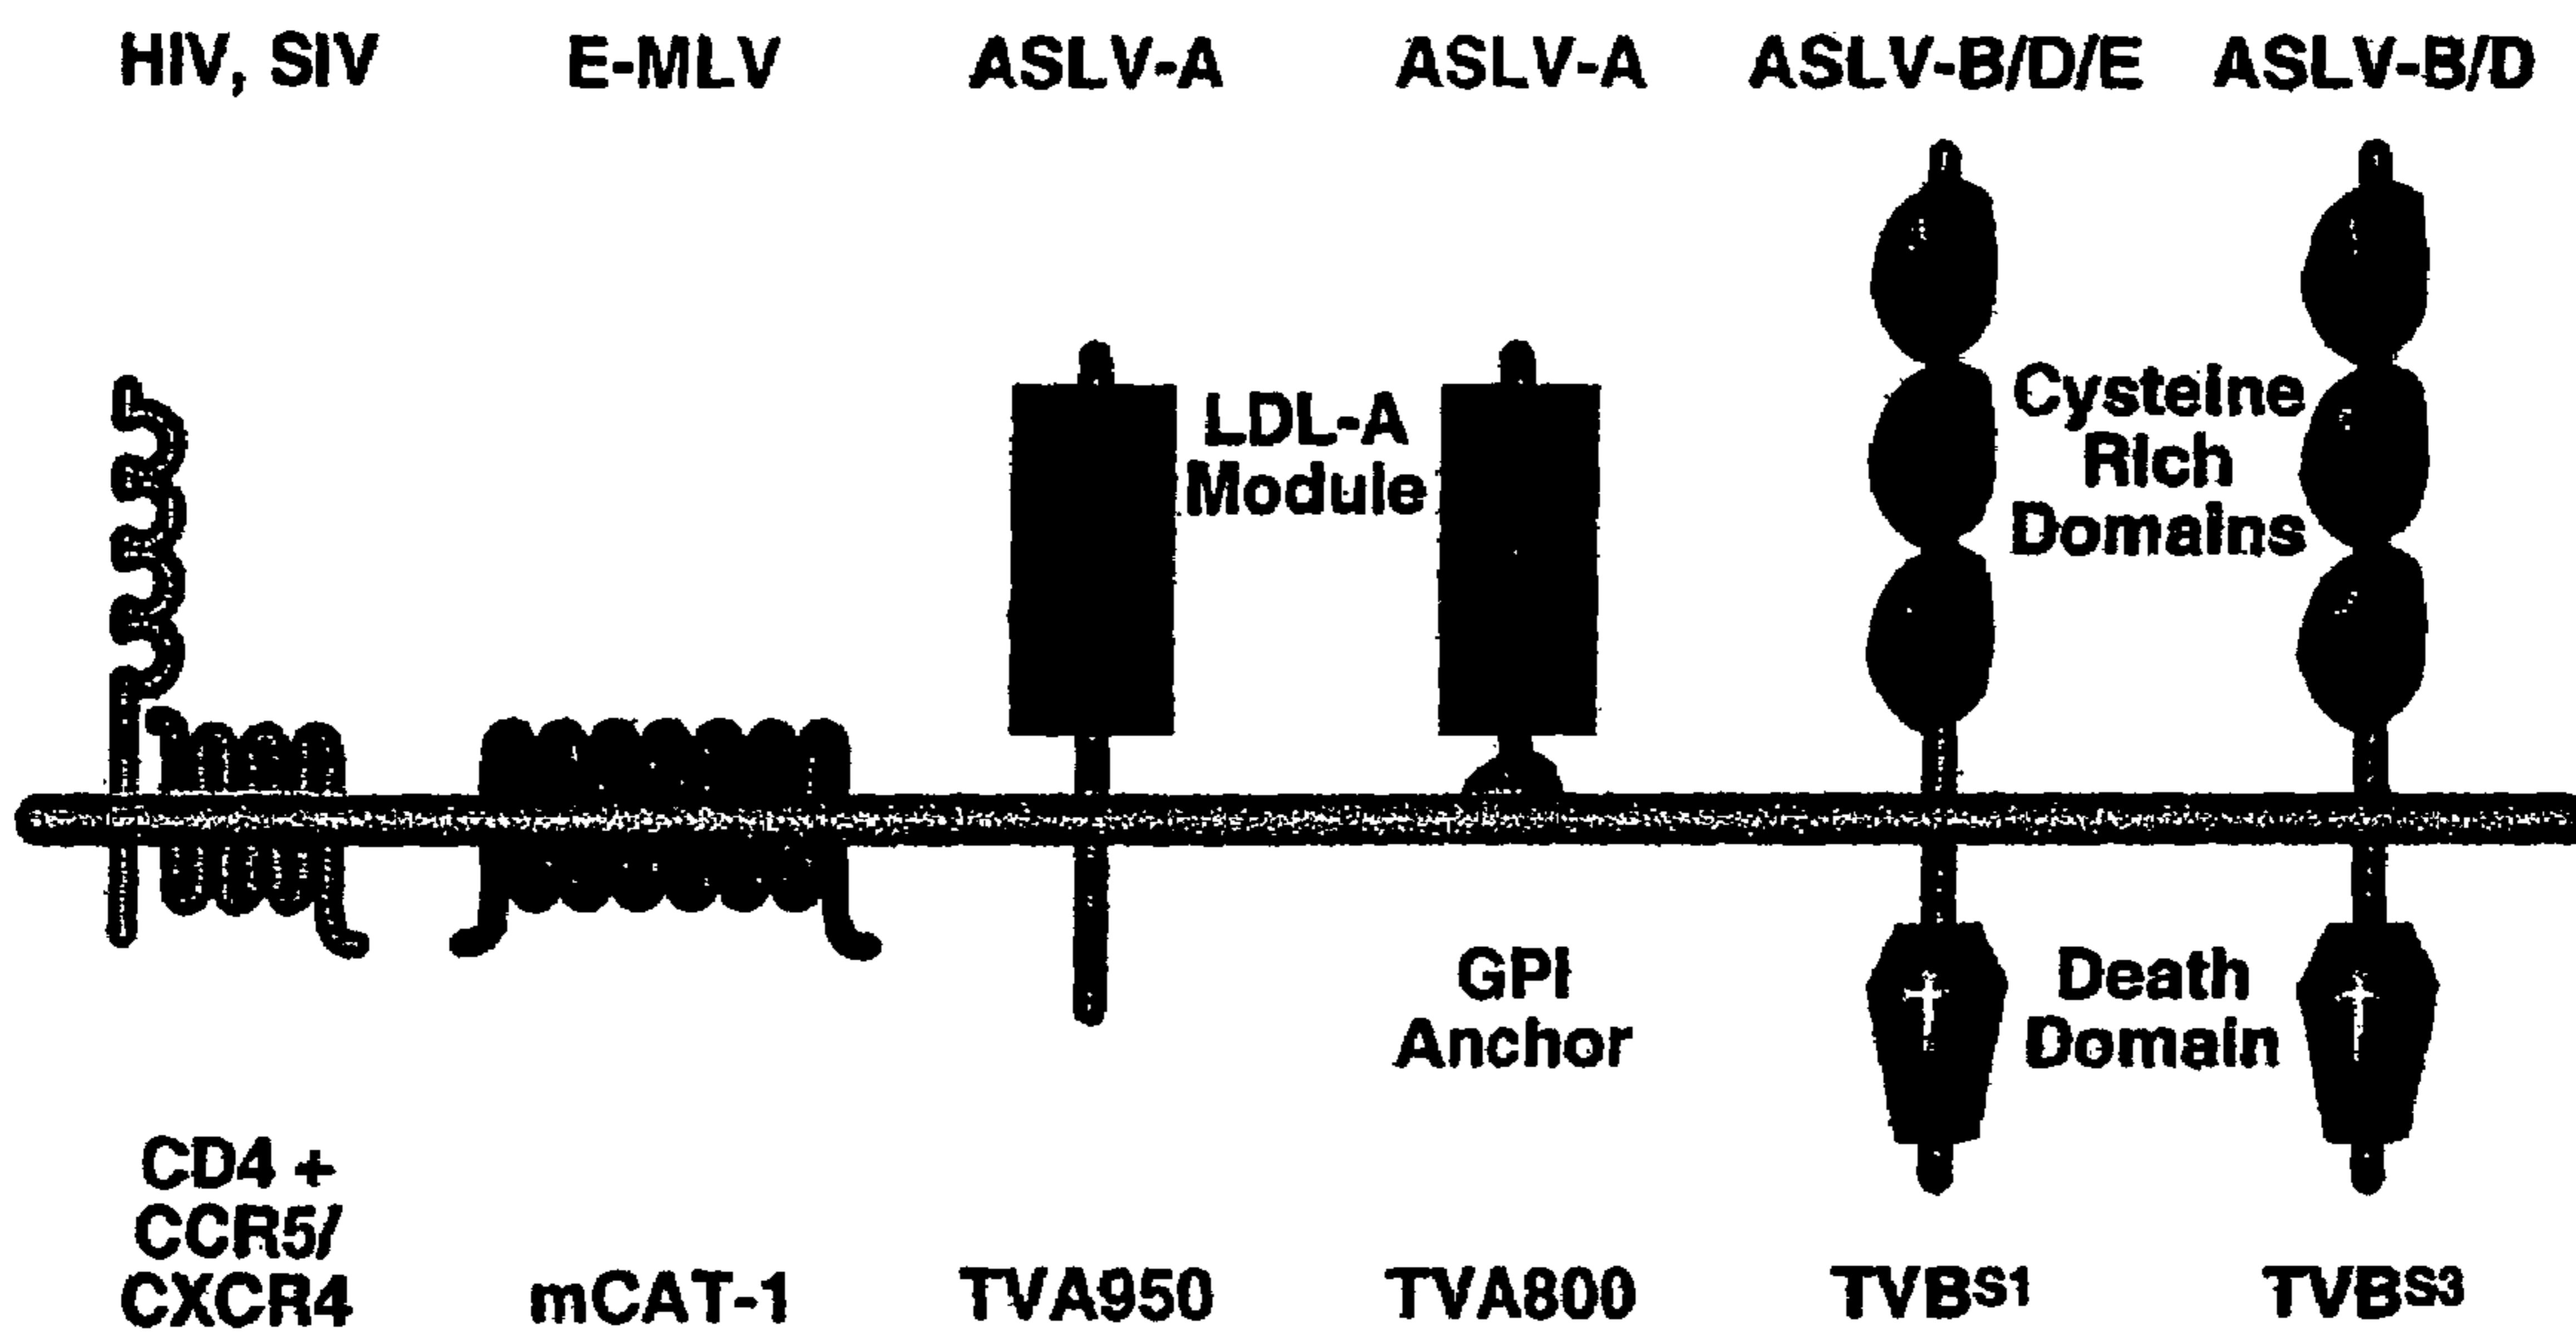 HIV, SIV
E-MLV
ASLV-A
ASLV-A
ASLV-B/D/E
ASLV-B/D
LDL-A
Module
Cysteine
Rich
Domains
GPI
Anchor
Death
Domain
CD4 +
CCR5/
CXCR4
mCAT-1
TVA950
TVA800
TVBS1
TVBS3